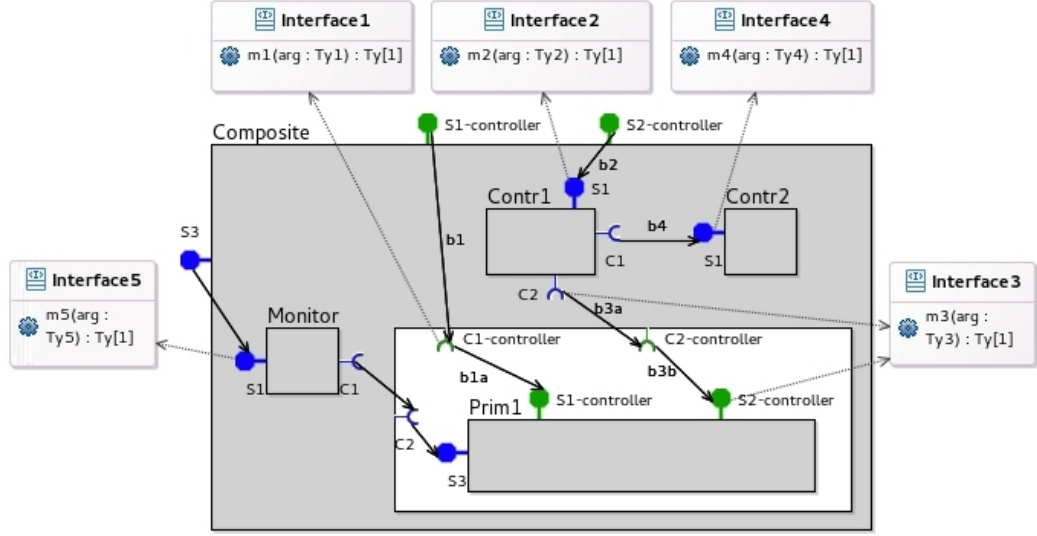 Interface1
m1(arg : Ty1) : Ty[1]
Interface2
m2(arg : Ty2) : Ty[1]
Interface4
m4(arg : Ty4) : Ty[1]
Composite
S1-controller
S2-controller
b2
S1
Contr1
Contr2
b4
b1
S3
C1
S1
Interface5
m5(arg :
Ty5) : Ty[1]
Interface3
m3(arg :
Ty3) : Ty[1]
C2
b3a
Monitor
C1-controller
C2-controller
S1
C1
b1a
b3b
Prim1
S1-controller
S2-controller
C2
S3